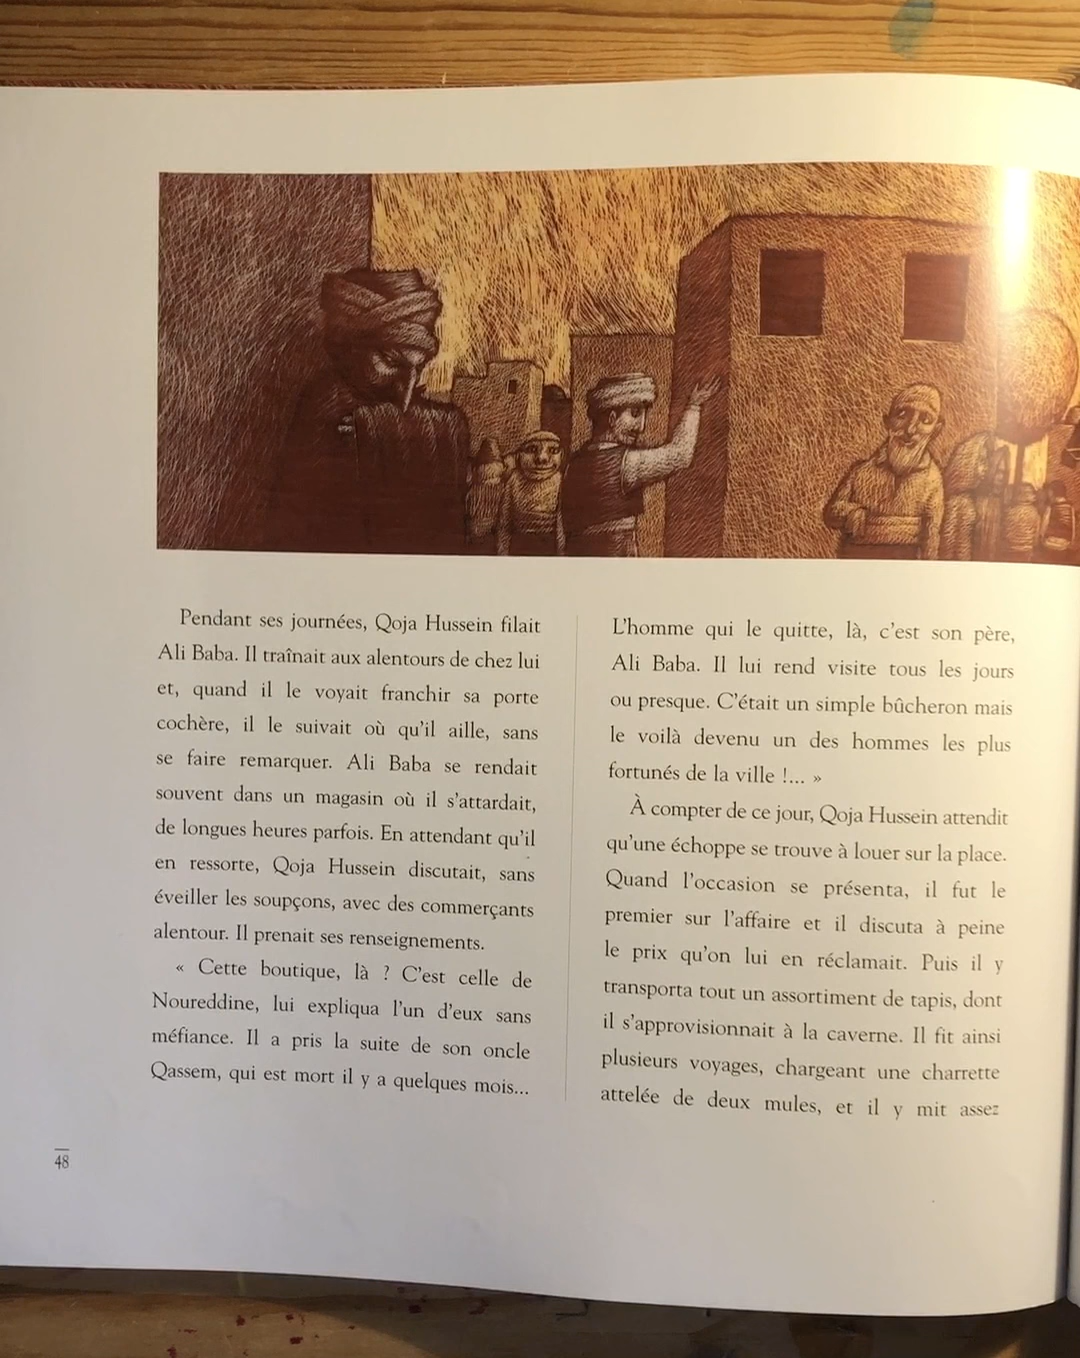 Pendant ses journées, Qoja Hussein filait
Ali Baba. Il traînait aux alentours de chez lui
et, quand il le voyait franchir sa porte
cochère, il le suivait où qu'il aille, sans
se faire remarquer. Ali Baba se rendait
souvent dans un magasin où il s'attardait,
de longues heures parfois. En attendant qu'il
en ressorte, Qoja Hussein discutait, sans
éveiller les soupçons, avec des commerçants
alentour. Il prenait ses renseignements.
« Cette boutique, là ? C'est celle de
Noureddine, lui expliqua l'un d'eux sans
méfiance. Il a pris la suite de son oncle
Qassem, qui est mort il y a quelques mois...
L'homme qui le quitte, là, c'est son père,
Ali Baba. Il lui rend visite tous les jours
ou presque. C'était un simple bûcheron mais
le voilà devenu un des hommes les plus
fortunés de la ville !... »
À compter de ce jour, Qoja Hussein attendit
qu'une échoppe se trouve à louer sur la place.
Quand l'occasion se présenta, il fut le
premier sur l'affaire et il discuta à peine
le prix qu'on lui en réclamait. Puis il y
transporta tout un assortiment de tapis, dont
il s'approvisionnait à la caverne. Il fit ainsi
plusieurs voyages, chargeant une charrette
attelée de deux mules, et il y mit assez
48